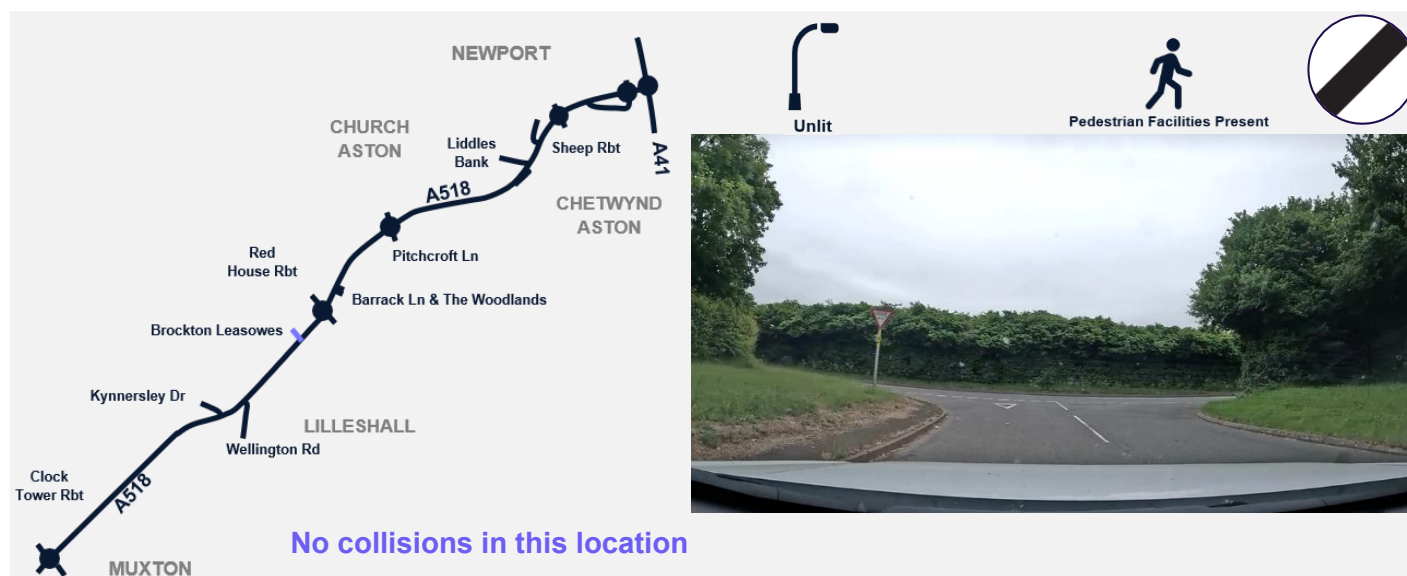 NEWPORT
CHURCH
ASTON
Liddles
Bank
Sheep Rbt
A41
A518
CHETWYND
ASTON
Pitchcroft Ln
Red
House Rbt
Barrack Ln & The Woodlands
Brockton Leasowes
Kynnersley Dr
LILLESHALL
Wellington Rd
Clock
Tower Rbt
A518
MUXTON
No collisions in this location
Unlit
Pedestrian Facilities Present